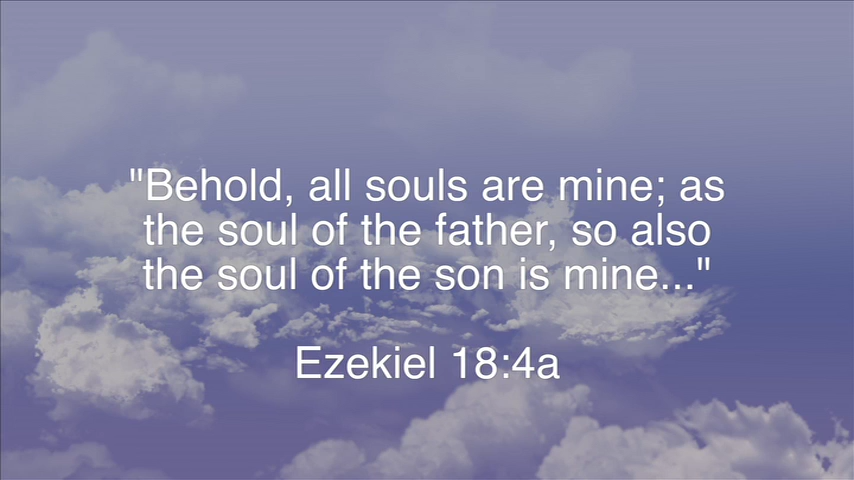 "Behold, all souls are mine; as
the soul of the father, so also
the soul of the son is mine..."
Ezekiel 18:4a